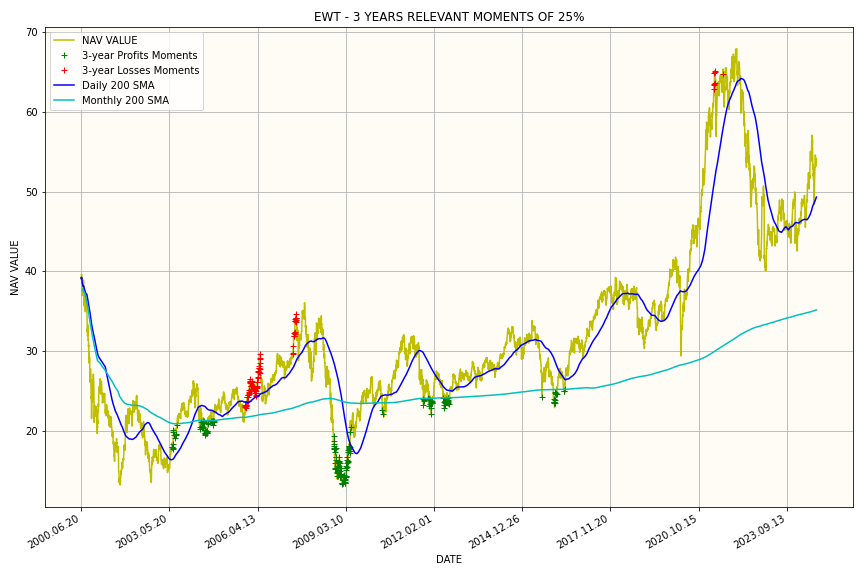 EWT - 3 YEARS RELEVANT MOMENTS OF 25%
NAV VALUE
3-year Profits Moments
3-year Losses Moments
Daily 200 SMA
Monthly 200 SMA
NAV VALUE
70
60
50
40
30
20
2000.06.20
2003.05.20
2006.04.13
2009.03.10
2012.02.01
2014.12.26
2017.11.20
2020.10.15
2023.09.13
DATE